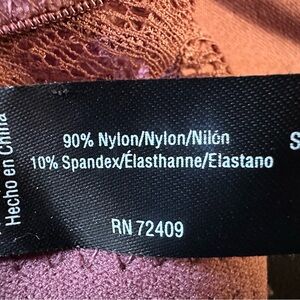 Hecho en China
90% Nylon/Nylon/Nilón
10% Spandex/Élasthanne/Elastano
RN 72409
S